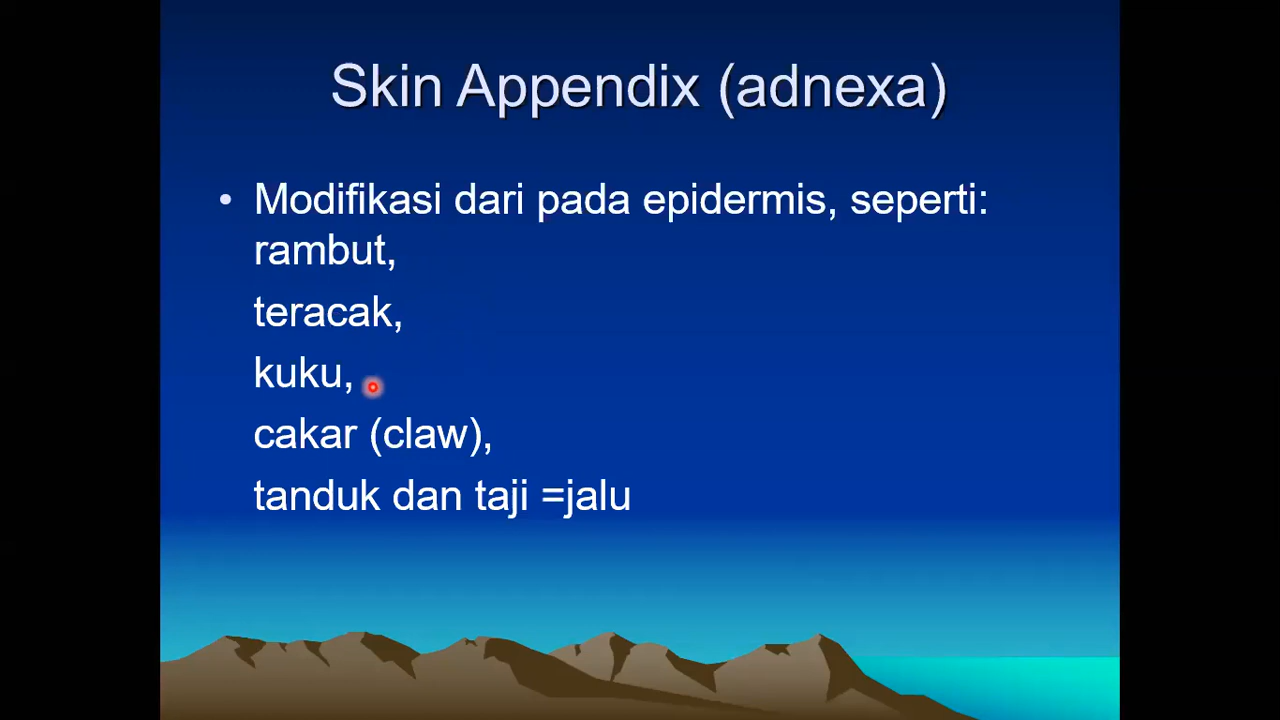 Skin Appendix (adnexa)
• Modifikasi dari pada epidermis, seperti:
rambut,
teracak,
kuku,
cakar (claw),
tanduk dan taji =jalu